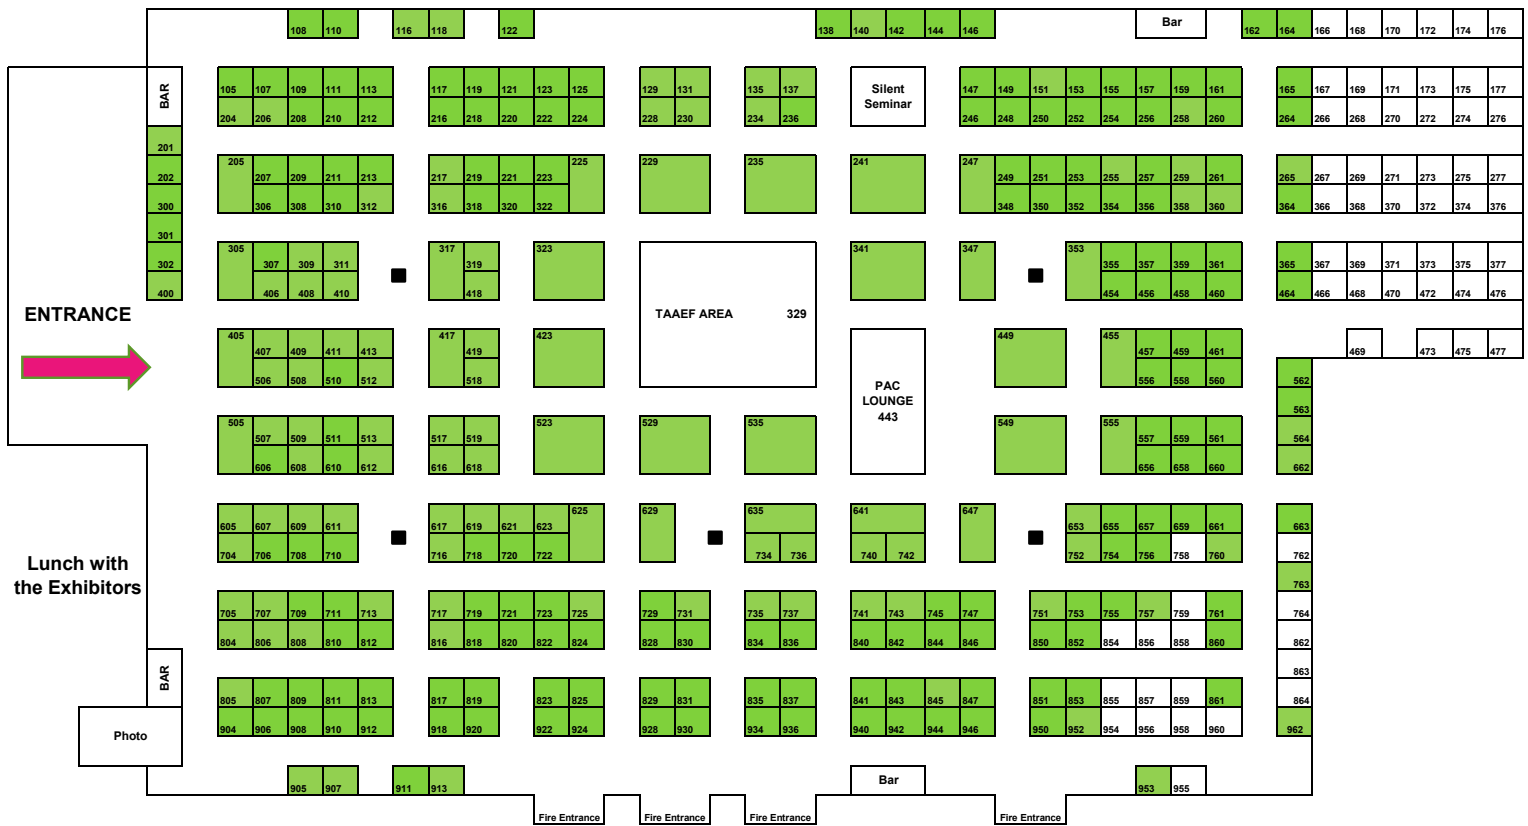 108 110 116 118 122 138 140 142 144 146 Bar 162 164 166 168 170 172 174 176
BAR
105 107 109 111 113 117 119 121 123 125 129 131 135 137 Silent Seminar 147 149 151 153 155 157 159 161 165 167 169 171 173 175 177
204 206 208 210 212 216 218 220 222 224 228 230 234 236 246 248 250 252 254 256 258 260 264 266 268 270 272 274 276
201
202 205 207 209 211 213 217 219 221 223 225 229 235 241 247 249 251 253 255 257 259 261 265 267 269 271 273 275 277
300 306 308 310 312 316 318 320 322 348 350 352 354 356 358 360 364 366 368 370 372 374 376
301
302 305 307 309 311 317 319 323 341 347 353 355 357 359 361 365 367 369 371 373 375 377
400 406 408 410 418 454 456 458 460 464 466 468 470 472 474 476
ENTRANCE
TAAEF AREA 329
405 407 409 411 413 417 419 423 449 455 457 459 461 469 473 475 477
506 508 510 512 518 556 558 560 562
PAC
LOUNGE
443
563
505 507 509 511 513 517 519 523 529 535 549 555 557 559 561 564
606 608 610 612 616 618 656 658 660 662
605 607 609 611 617 619 621 623 625 629 635 641 647 653 655 657 659 661 663
704 706 708 710 716 718 720 722 734 736 740 742 752 754 756 758 760 762
Lunch with
the Exhibitors
763
705 707 709 711 713 717 719 721 723 725 729 731 735 737 741 743 745 747 751 753 755 757 759 761 764
804 806 808 810 812 816 818 820 822 824 828 830 834 836 840 842 844 846 850 852 854 856 858 860 862
863
BAR
805 807 809 811 813 817 819 823 825 829 831 835 837 841 843 845 847 851 853 855 857 859 861 864
904 906 908 910 912 918 920 922 924 928 930 934 936 940 942 944 946 950 952 954 956 958 960 962
Photo
905 907 911 913 Bar 953 955
Fire Entrance Fire Entrance Fire Entrance Fire Entrance